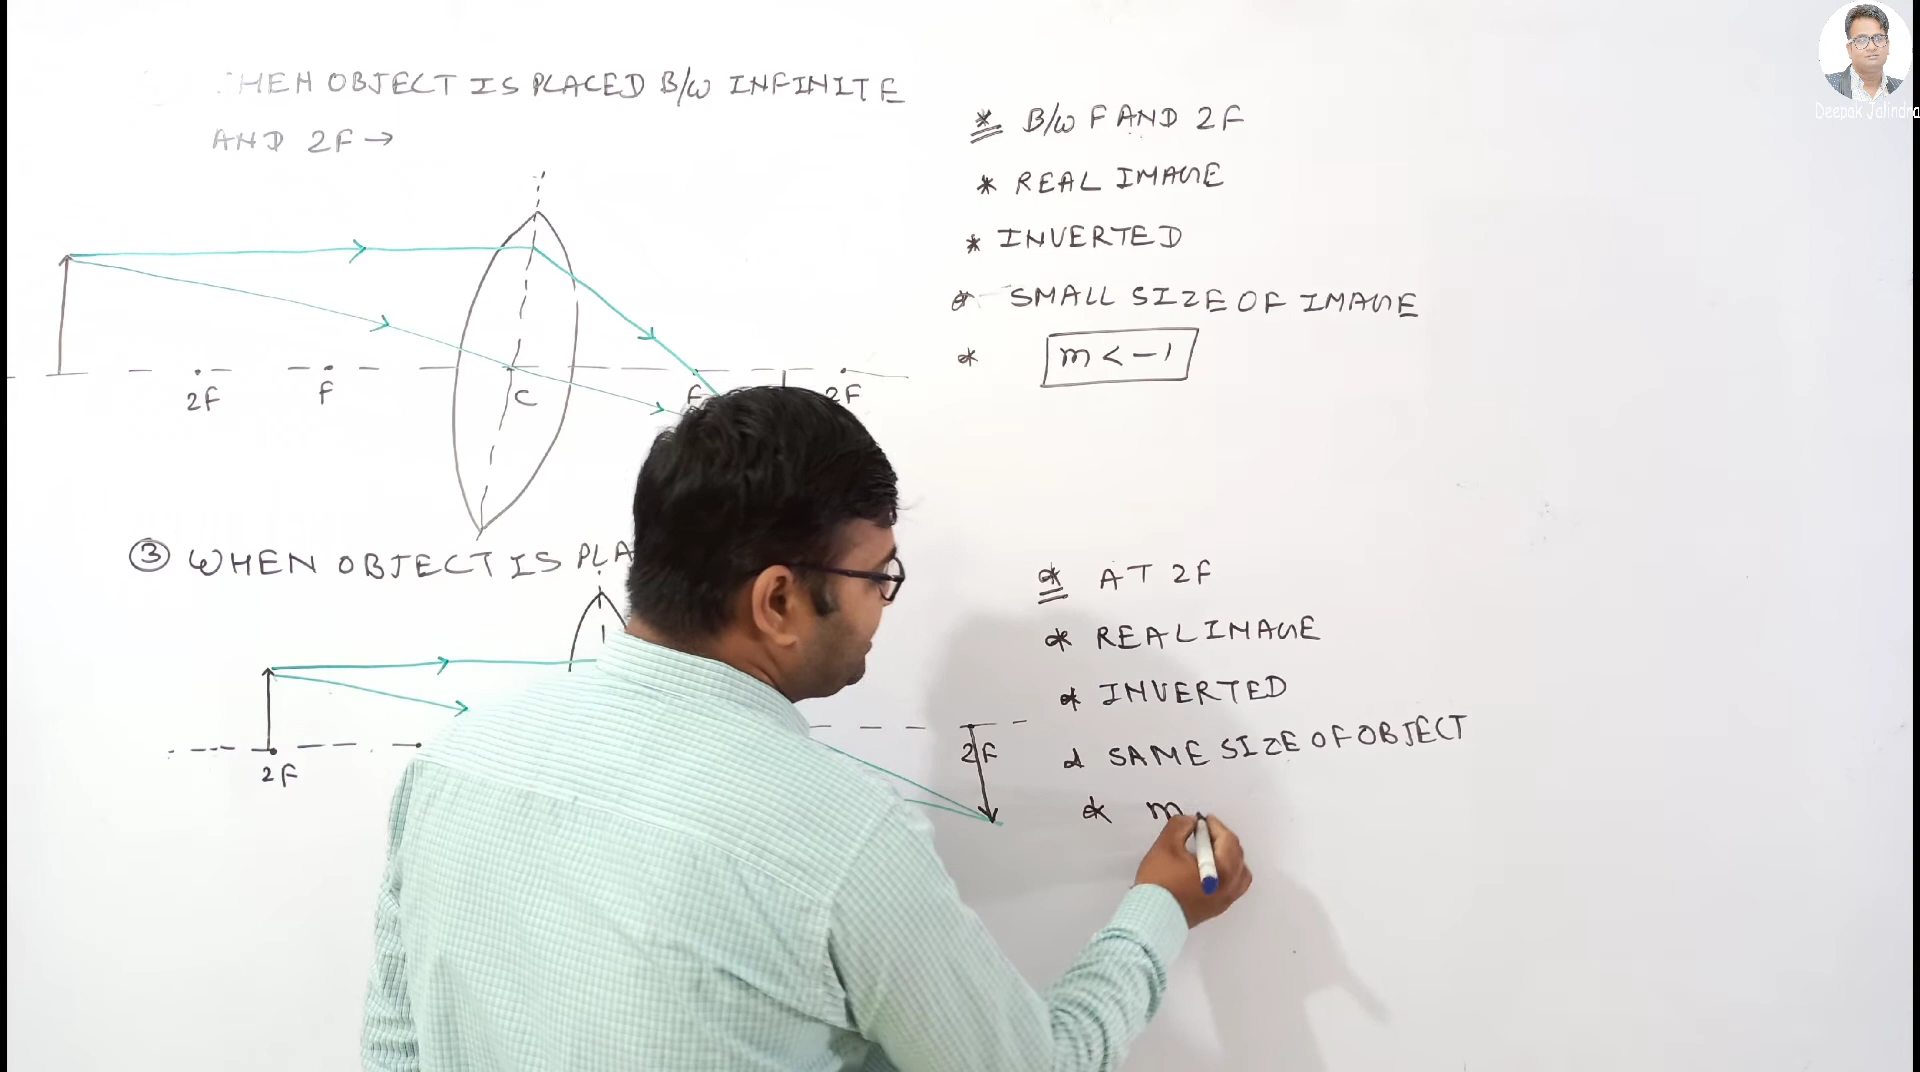 WHEN OBJECT IS PLACED B/W INFINITE
AND 2F →
2F
F
C
F
2F
* B/W F AND 2F
* REAL IMAGE
* INVERTED
* SMALL SIZE OF IMAGE
* m < -1
③ WHEN OBJECT IS PLA
2F
2F
* AT 2F
* REAL IMAGE
* INVERTED
* SAME SIZE OF OBJECT
* m
Deepak Jalindra